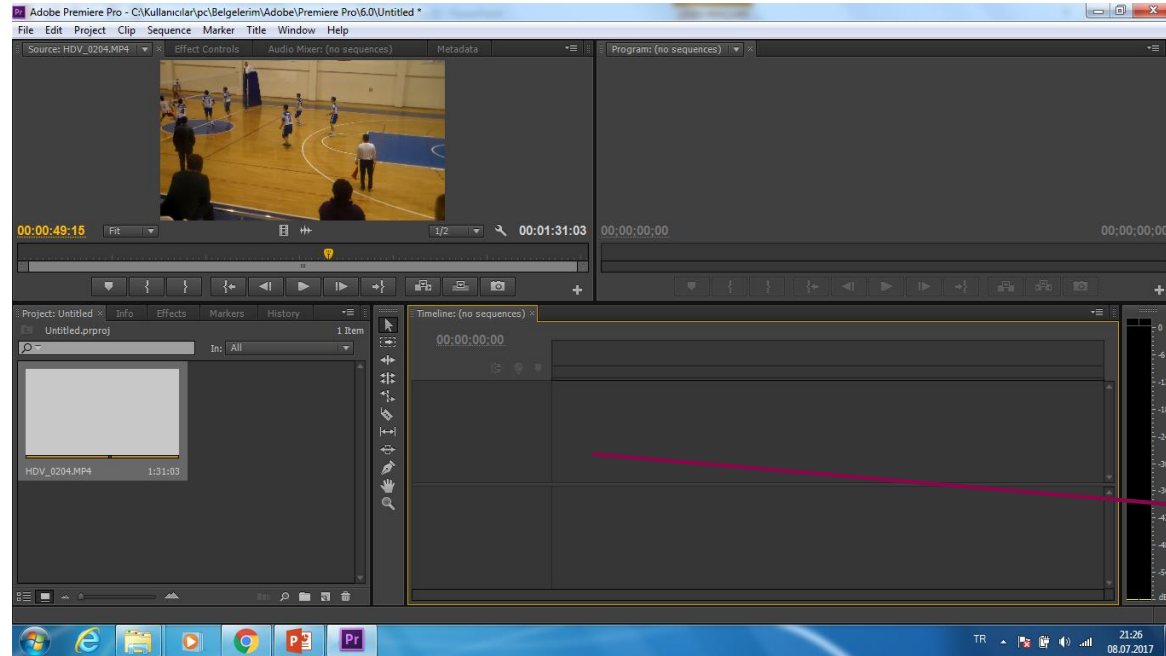 Adobe Premiere Pro - C:\Kullanıcılar\pc\Belgelerim\Adobe\Premiere Pro\6.0\Untitled *
File Edit Project Clip Sequence Marker Title Window Help
Source: HDV_0204.MP4 Effect Controls Audio Mixer: (no sequences) Metadata
Program: (no sequences)
00:00:49:15 Fit 1/2 00:01:31:03
00;00;00;00 00;00;00;00
Project: Untitled Info Effects Markers History
Untitled.prproj 1 Item
In: All
HDV_0204.MP4 1:31:03
Timeline: (no sequences)
00;00;00;00
0
-6
TR 21:26
08.07.2017